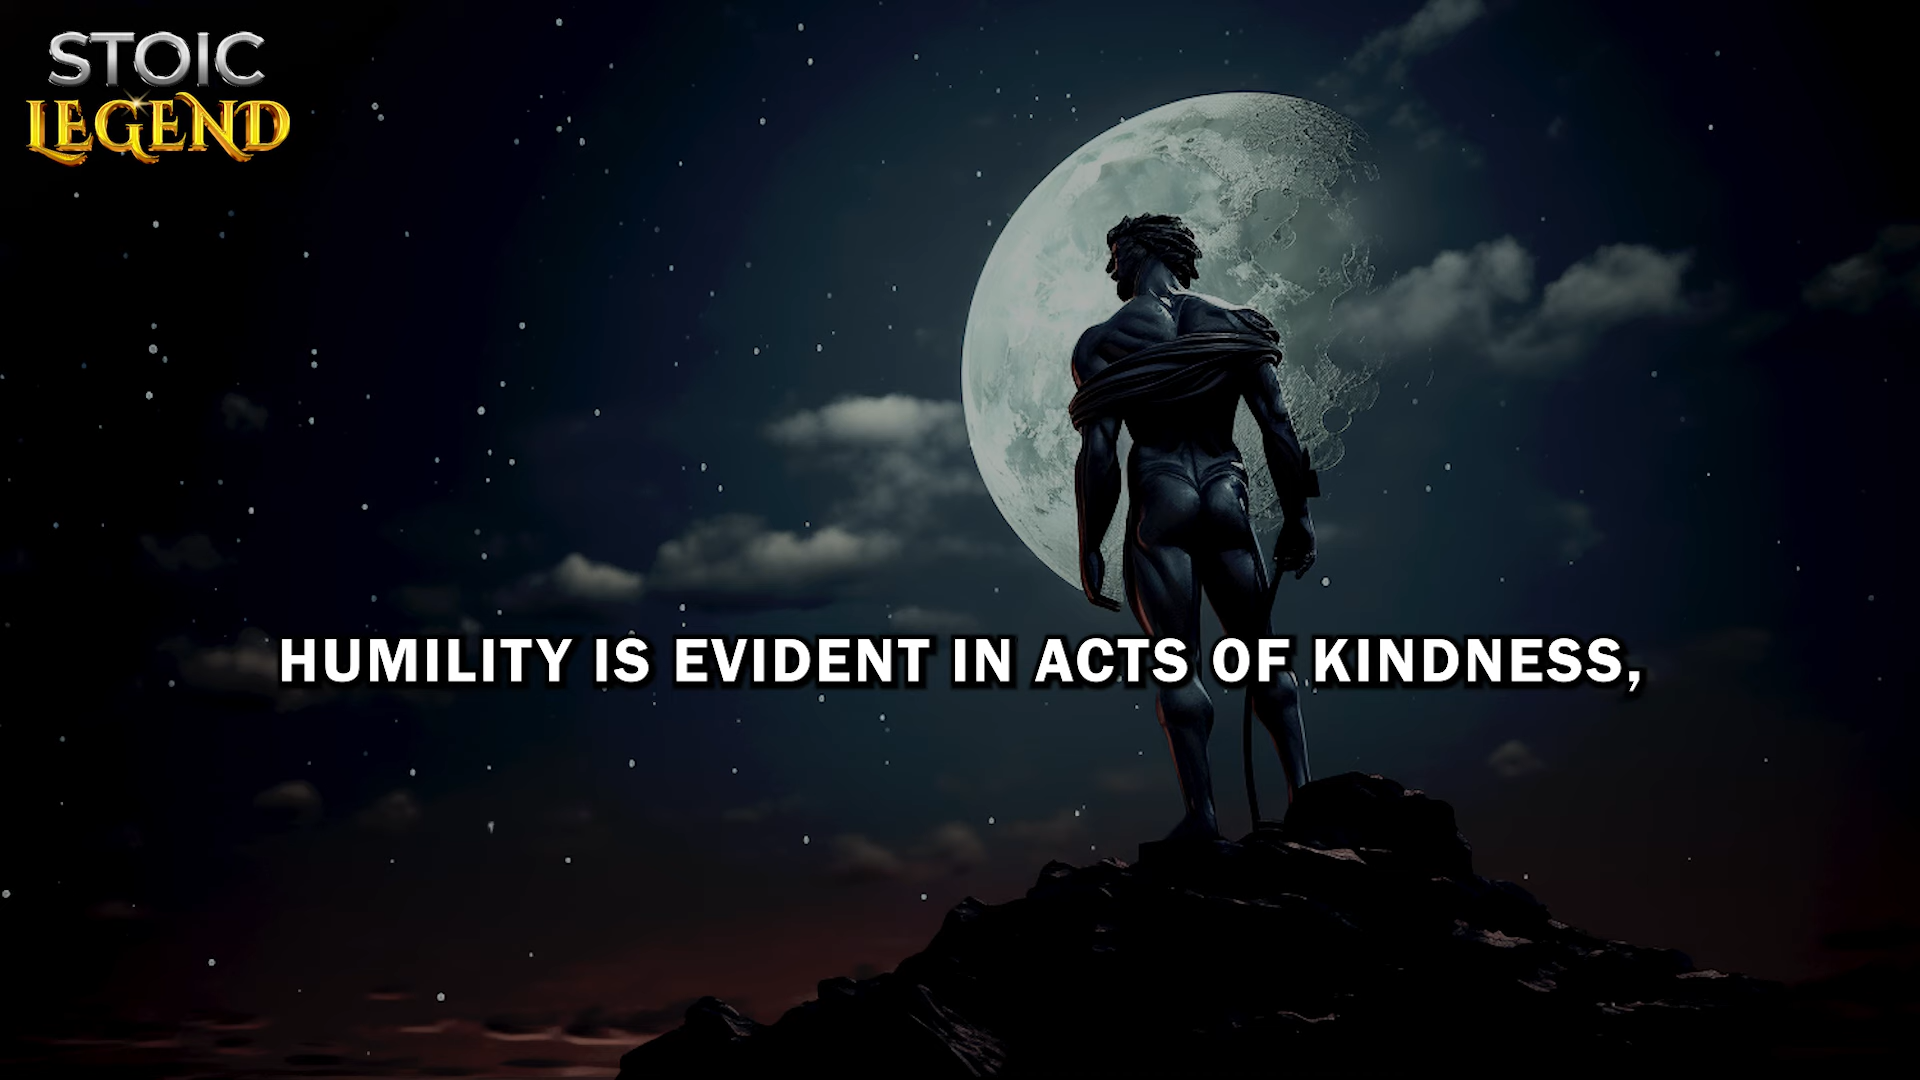 STOIC
LEGEND
HUMILITY IS EVIDENT IN ACTS OF KINDNESS,